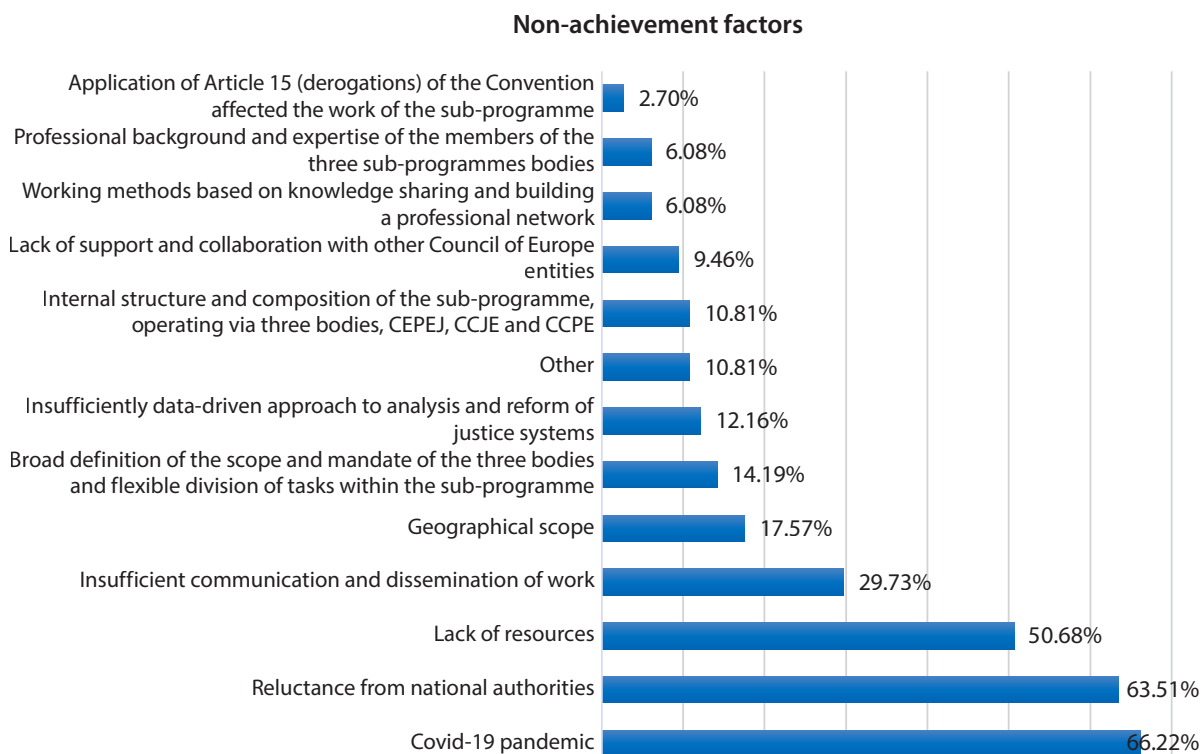 Non-achievement factors
Application of Article 15 (derogations) of the Convention
affected the work of the sub-programme
2.70%
Professional background and expertise of the members of the
three sub-programmes bodies
6.08%
Working methods based on knowledge sharing and building
a professional network
6.08%
Lack of support and collaboration with other Council of Europe
entities
9.46%
Internal structure and composition of the sub-programme,
operating via three bodies, CEPEJ, CCJE and CCPE
10.81%
Other
10.81%
Insufficiently data-driven approach to analysis and reform of
justice systems
12.16%
Broad definition of the scope and mandate of the three bodies
and flexible division of tasks within the sub-programme
14.19%
Geographical scope
17.57%
Insufficient communication and dissemination of work
29.73%
Lack of resources
50.68%
Reluctance from national authorities
63.51%
Covid-19 pandemic
66.22%